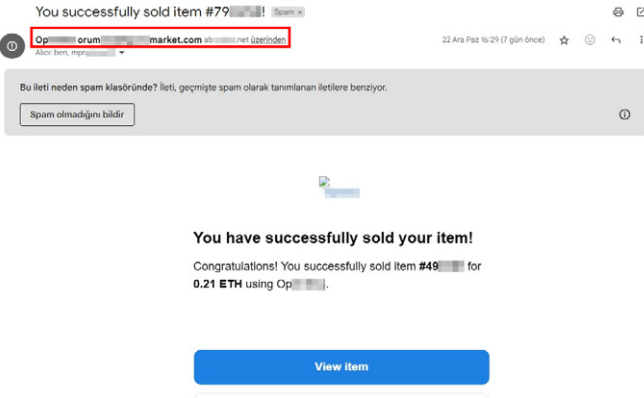 You successfully sold item #79 ! Spam ×
Op orum market.com ab .net üzerinden
22 Ara Paz 16:29 (7 gün önce)
Alıcı: ben, mpra
Bu ileti neden spam klasöründe? İleti, geçmişte spam olarak tanımlanan iletilere benziyor.
Spam olmadığını bildir
You have successfully sold your item!
Congratulations! You successfully sold item #49 for
0.21 ETH using Op .
View item